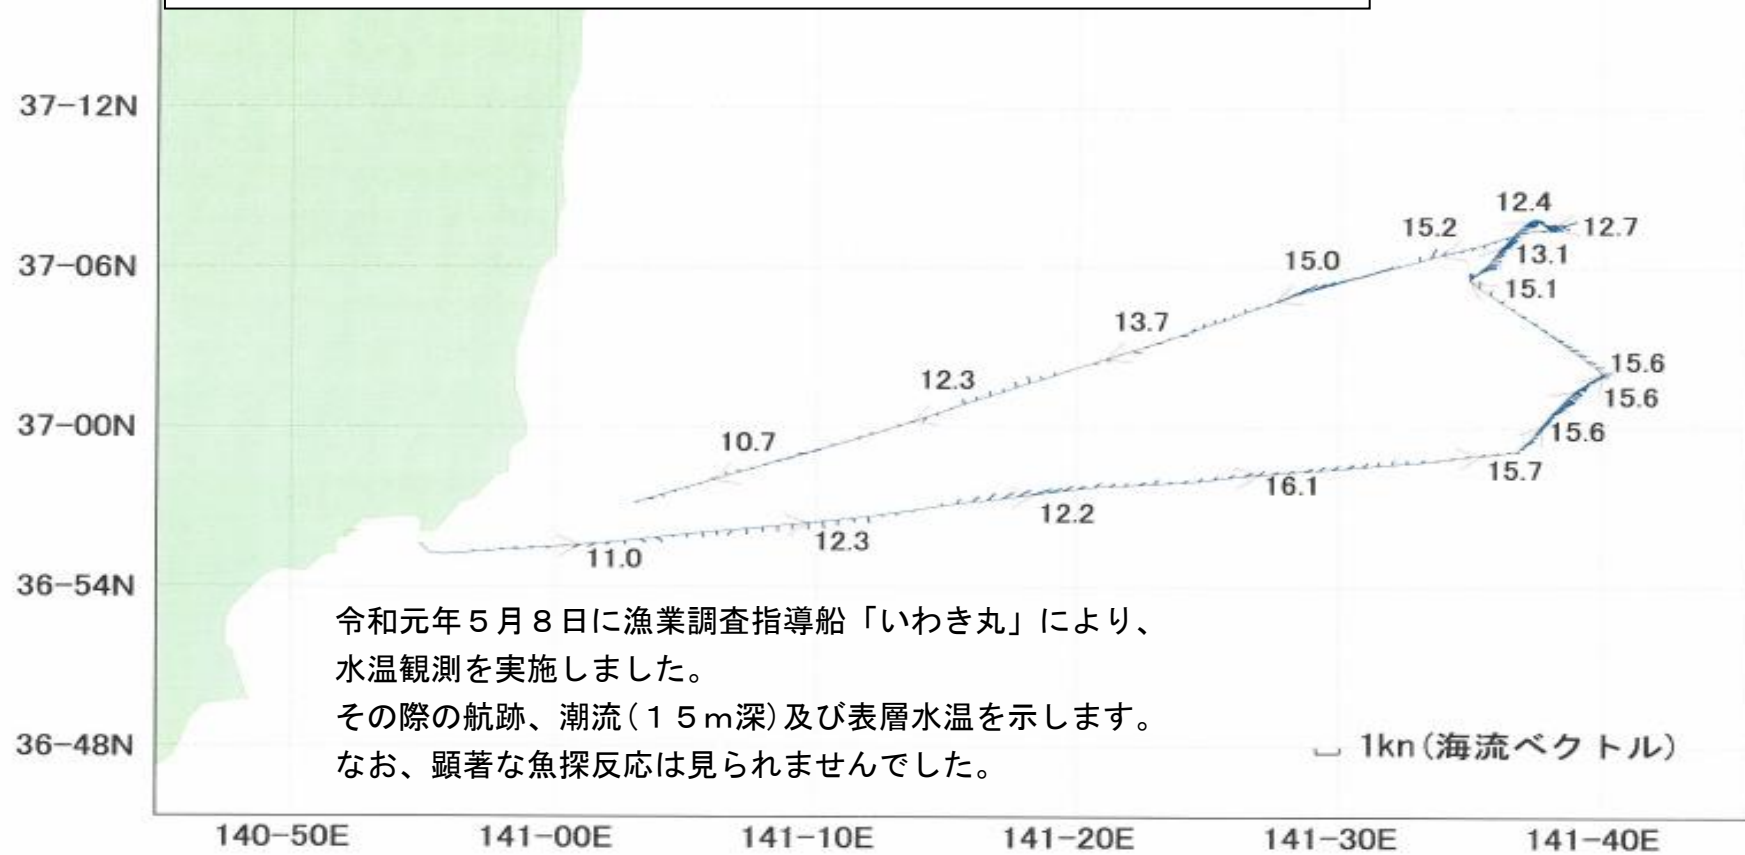 37-12N
12.4
15.2
12.7
37-06N
15.0
13.1
15.1
13.7
15.6
12.3
15.6
37-00N
10.7
15.6
15.7
16.1
12.2
12.3
11.0
36-54N
令和元年５月８日に漁業調査指導船「いわき丸」により、
水温観測を実施しました。
その際の航跡、潮流(１５ｍ深)及び表層水温を示します。
なお、顕著な魚探反応は見られませんでした。
36-48N
1kn(海流ベクトル)
140-50E 141-00E 141-10E 141-20E 141-30E 141-40E